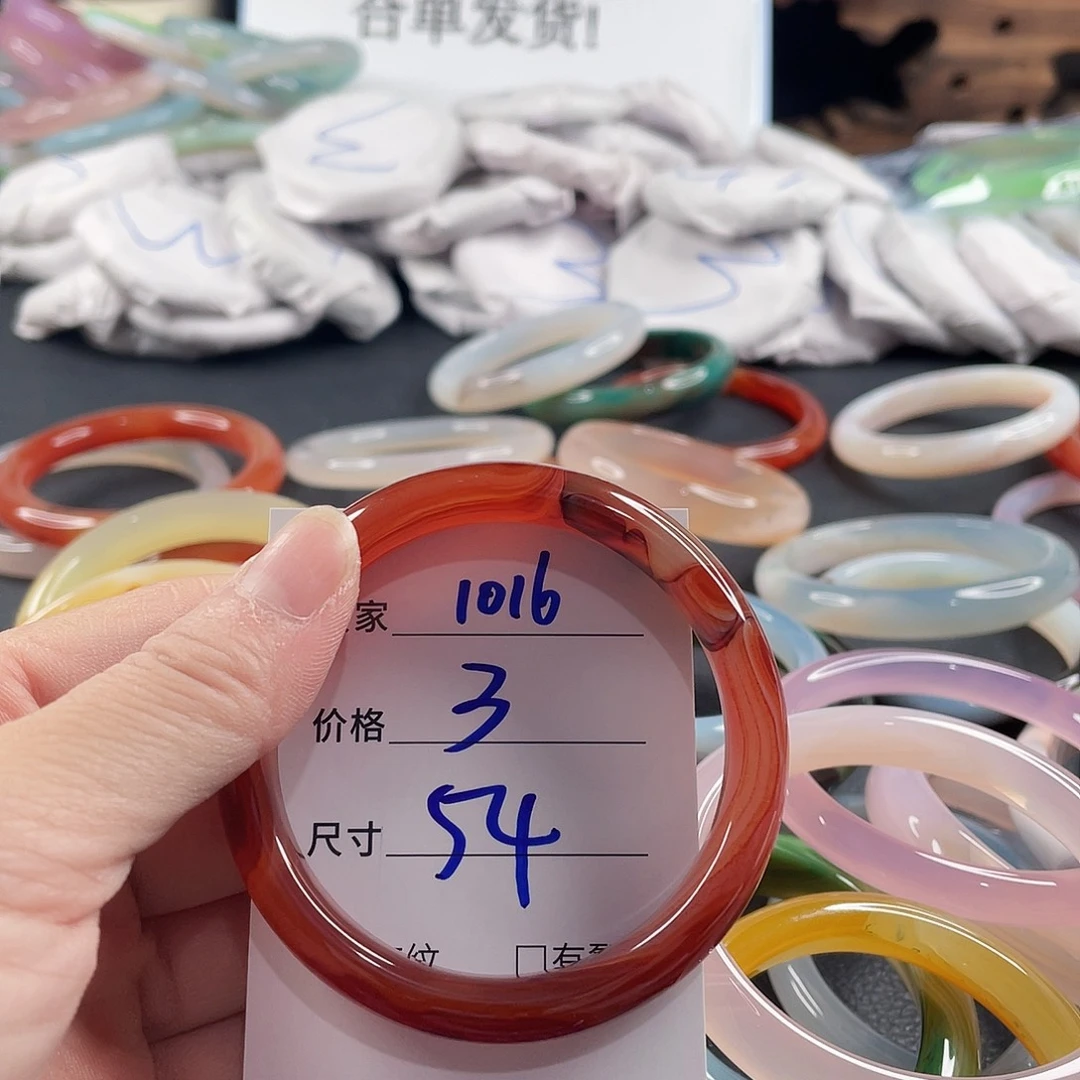 合单发货!
家 1016
价格 3
尺寸 54
纹 □有